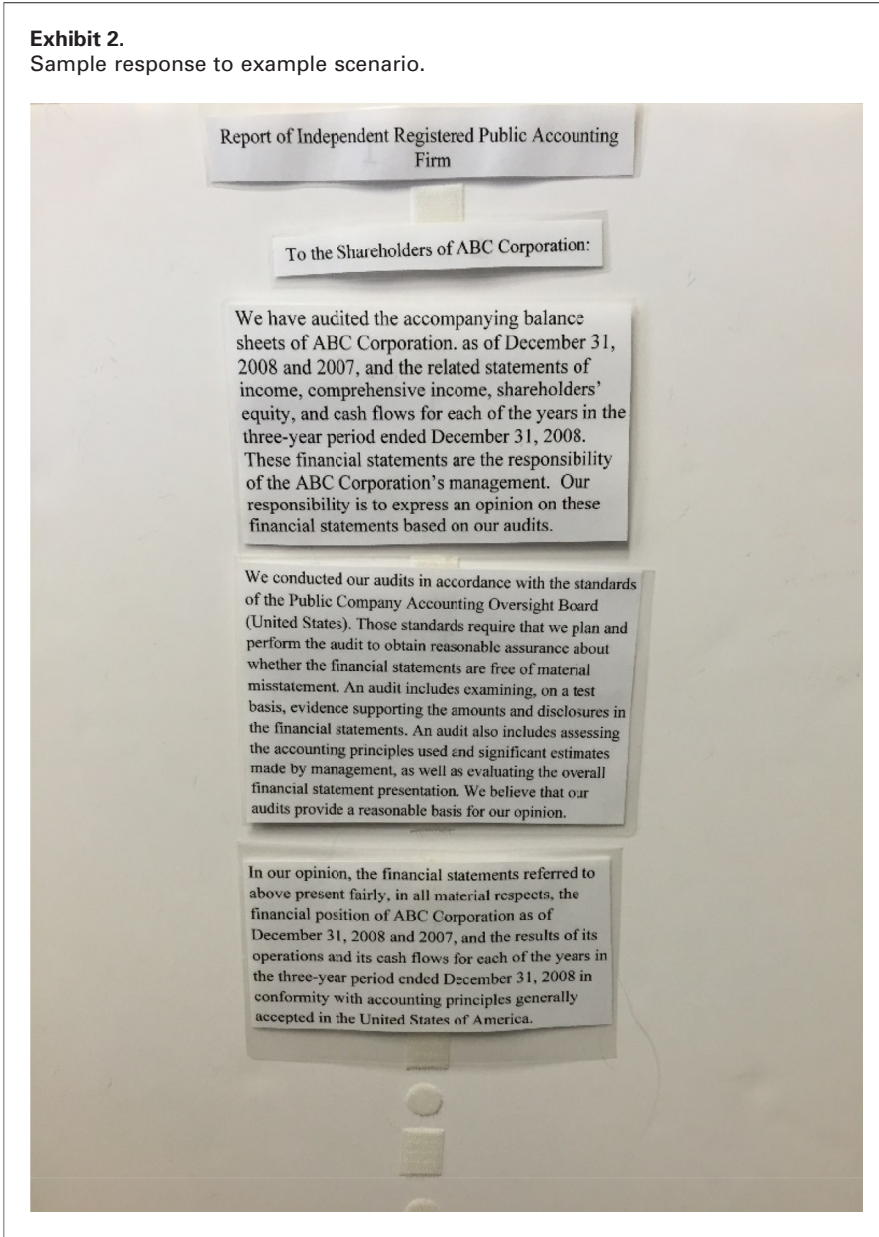 Exhibit 2.
Sample response to example scenario.
Report of Independent Registered Public Accounting
Firm
To the Shareholders of ABC Corporation:
We have audited the accompanying balance
sheets of ABC Corporation. as of December 31,
2008 and 2007, and the related statements of
income, comprehensive income, shareholders’
equity, and cash flows for each of the years in the
three-year period ended December 31, 2008.
These financial statements are the responsibility
of the ABC Corporation’s management.  Our
responsibility is to express an opinion on these
financial statements based on our audits.
We conducted our audits in accordance with the standards
of the Public Company Accounting Oversight Board
(United States). Those standards require that we plan and
perform the audit to obtain reasonable assurance about
whether the financial statements are free of material
misstatement. An audit includes examining, on a test
basis, evidence supporting the amounts and disclosures in
the financial statements. An audit also includes assessing
the accounting principles used and significant estimates
made by management, as well as evaluating the overall
financial statement presentation. We believe that our
audits provide a reasonable basis for our opinion.
In our opinion, the financial statements referred to
above present fairly, in all material respects, the
financial position of ABC Corporation as of
December 31, 2008 and 2007, and the results of its
operations and its cash flows for each of the years in
the three-year period ended December 31, 2008 in
conformity with accounting principles generally
accepted in the United States of America.